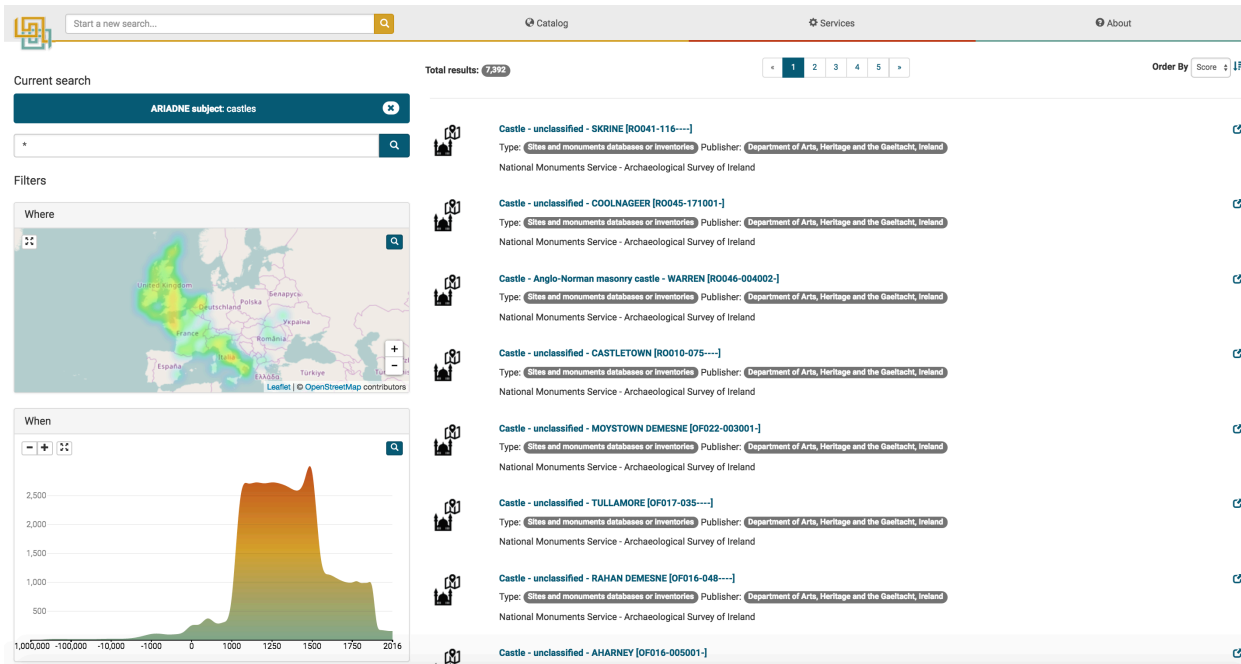 Start a new search...
Catalog
Services
About
Current search
ARIADNE subject: castles
*
Filters
Where
United Kingdom
Deutschland
Polska
Беларусь
Україна
France
România
Italia
España
Ελλάδα
Türkiye
+
−
Leaflet | © OpenStreetMap contributors
When
2,500
2,000
1,500
1,000
500
1,000,000 -100,000 -10,000 -1000 0 1000 1250 1500 1750 2016
Total results: 7,392
« 1 2 3 4 5 »
Order By Score
Castle - unclassified - SKRINE [RO041-116----]
Type: Sites and monuments databases or inventories Publisher: Department of Arts, Heritage and the Gaeltacht, Ireland
National Monuments Service - Archaeological Survey of Ireland
Castle - unclassified - COOLNAGEER [RO045-171001-]
Type: Sites and monuments databases or inventories Publisher: Department of Arts, Heritage and the Gaeltacht, Ireland
National Monuments Service - Archaeological Survey of Ireland
Castle - Anglo-Norman masonry castle - WARREN [RO046-004002-]
Type: Sites and monuments databases or inventories Publisher: Department of Arts, Heritage and the Gaeltacht, Ireland
National Monuments Service - Archaeological Survey of Ireland
Castle - unclassified - CASTLETOWN [RO010-075----]
Type: Sites and monuments databases or inventories Publisher: Department of Arts, Heritage and the Gaeltacht, Ireland
National Monuments Service - Archaeological Survey of Ireland
Castle - unclassified - MOYSTOWN DEMESNE [OF022-003001-]
Type: Sites and monuments databases or inventories Publisher: Department of Arts, Heritage and the Gaeltacht, Ireland
National Monuments Service - Archaeological Survey of Ireland
Castle - unclassified - TULLAMORE [OF017-035----]
Type: Sites and monuments databases or inventories Publisher: Department of Arts, Heritage and the Gaeltacht, Ireland
National Monuments Service - Archaeological Survey of Ireland
Castle - unclassified - RAHAN DEMESNE [OF016-048----]
Type: Sites and monuments databases or inventories Publisher: Department of Arts, Heritage and the Gaeltacht, Ireland
National Monuments Service - Archaeological Survey of Ireland
Castle - unclassified - AHARNEY [OF016-005001-]